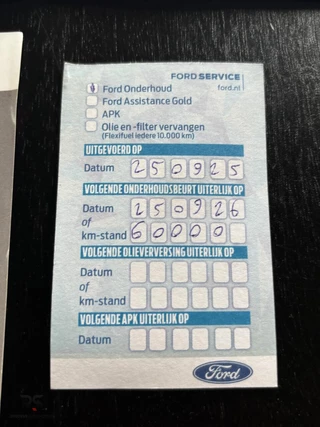 FORD SERVICE
ford.nl
Ford Onderhoud
Ford Assistance Gold
APK
Olie en -filter vervangen
(Flexifuel iedere 10.000 km)
UITGEVOERD OP
Datum 250925
VOLGENDE ONDERHOUDSBEURT UITERLIJK OP
Datum 250926
of
km-stand 60000
VOLGENDE OLIEVERVERSING UITERLIJK OP
Datum
of
km-stand
VOLGENDE APK UITERLIJK OP
Datum
Ford